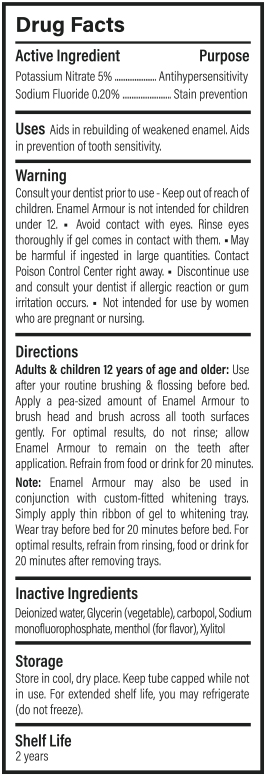 Drug Facts
Active Ingredient Purpose
Potassium Nitrate 5% .................... Antihypersensitivity
Sodium Fluoride 0.20% ....................... Stain prevention
Uses Aids in rebuilding of weakened enamel. Aids
in prevention of tooth sensitivity.
Warning
Consult your dentist prior to use - Keep out of reach of
children. Enamel Armour is not intended for children
under 12. ▪ Avoid contact with eyes. Rinse eyes
thoroughly if gel comes in contact with them. ▪ May
be harmful if ingested in large quantities. Contact
Poison Control Center right away. ▪ Discontinue use
and consult your dentist if allergic reaction or gum
irritation occurs. ▪ Not intended for use by women
who are pregnant or nursing.
Directions
Adults & children 12 years of age and older: Use
after your routine brushing & flossing before bed.
Apply a pea-sized amount of Enamel Armour to
brush head and brush across all tooth surfaces
gently. For optimal results, do not rinse; allow
Enamel Armour to remain on the teeth after
application. Refrain from food or drink for 20 minutes.
Note: Enamel Armour may also be used in
conjunction with custom-fitted whitening trays.
Simply apply thin ribbon of gel to whitening tray.
Wear tray before bed for 20 minutes before bed. For
optimal results, refrain from rinsing, food or drink for
20 minutes after removing trays.
Inactive Ingredients
Deionized water, Glycerin (vegetable), carbopol, Sodium
monofluorophosphate, menthol (for flavor), Xylitol
Storage
Store in cool, dry place. Keep tube capped while not
in use. For extended shelf life, you may refrigerate
(do not freeze).
Shelf Life
2 years